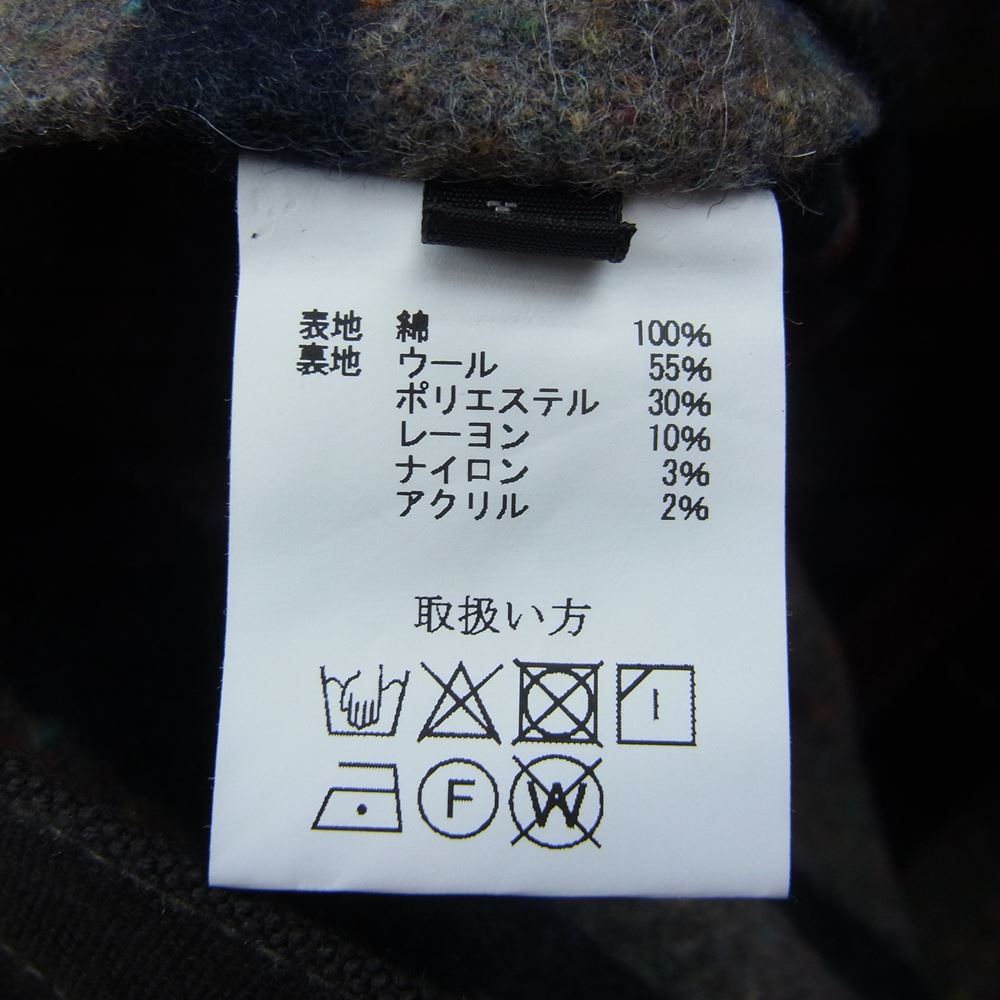 表地 綿 100%
裏地 ウール 55%
ポリエステル 30%
レーヨン 10%
ナイロン 3%
アクリル 2%
取扱い方
F W